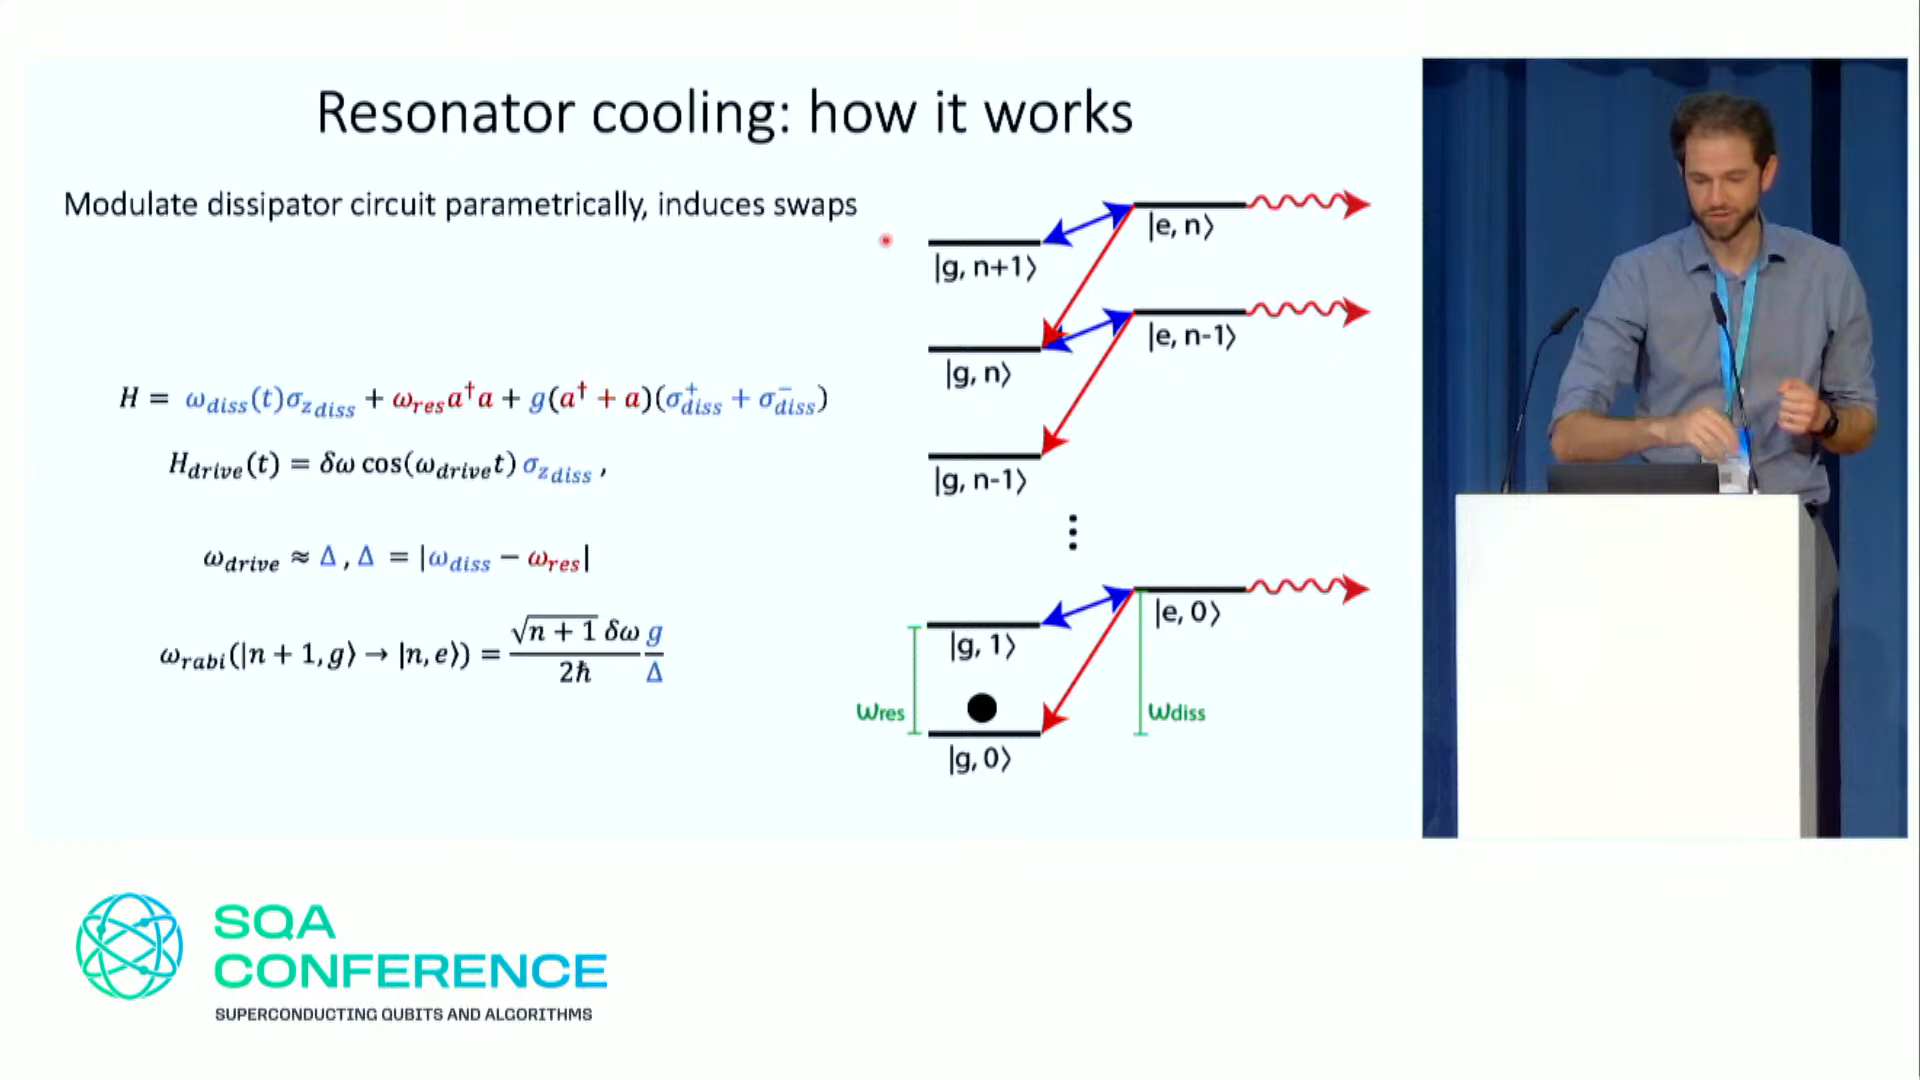 Resonator cooling: how it works
Modulate dissipator circuit parametrically, induces swaps
H = ω_diss(t)σ_{z diss} + ω_res a†a + g(a† + a)(σ⁺_diss + σ⁻_diss)
H_drive(t) = δω cos(ω_drive t) σ_{z diss} ,
ω_drive ≈ Δ , Δ = |ω_diss − ω_res|
ω_rabi(|n + 1, g⟩ → |n, e⟩) = √(n + 1) δω / 2ħ g / Δ
|e, n⟩
|g, n+1⟩
|e, n-1⟩
|g, n⟩
|g, n-1⟩
⋮
|e, 0⟩
|g, 1⟩
ω_res
ω_diss
|g, 0⟩
SQA
CONFERENCE
SUPERCONDUCTING QUBITS AND ALGORITHMS